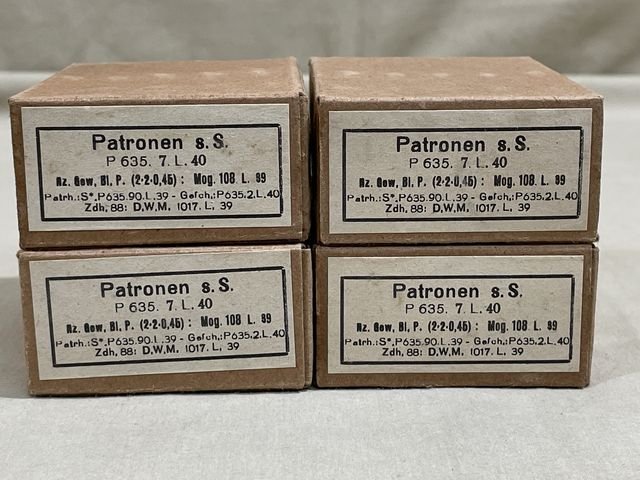 Patronen s.S.
P 635. 7. L. 40
Nz. Gew, Bl. P. (2·2·0,45) : Mog. 108 L. 39
Patrh.:S*.P635.90.L.39 - Gefch,:P635.2.L.40
Zdh, 88: D.W.M. 1017. L. 39
Patronen s.S.
P 635. 7. L. 40
Nz. Gew, Bl. P. (2·2·0,45) : Mog. 108 L. 39
Patrh.:S*.P635.90.L.39 - Gefch,:P635.2.L.40
Zdh, 88: D.W.M. 1017. L. 39
Patronen s.S.
P 635. 7. L. 40
Nz. Gew, Bl. P. (2·2·0,45) : Mog. 108 L. 39
Patrh.:S*.P635.90.L.39 - Gefch,:P635.2.L.40
Zdh, 88: D.W.M. 1017. L. 39
Patronen s.S.
P 635. 7. L. 40
Nz. Gew, Bl. P. (2·2·0,45) : Mog. 108 L. 39
Patrh.:S*.P635.90.L.39 - Gefch,:P635.2.L.40
Zdh, 88: D.W.M. 1017. L. 39